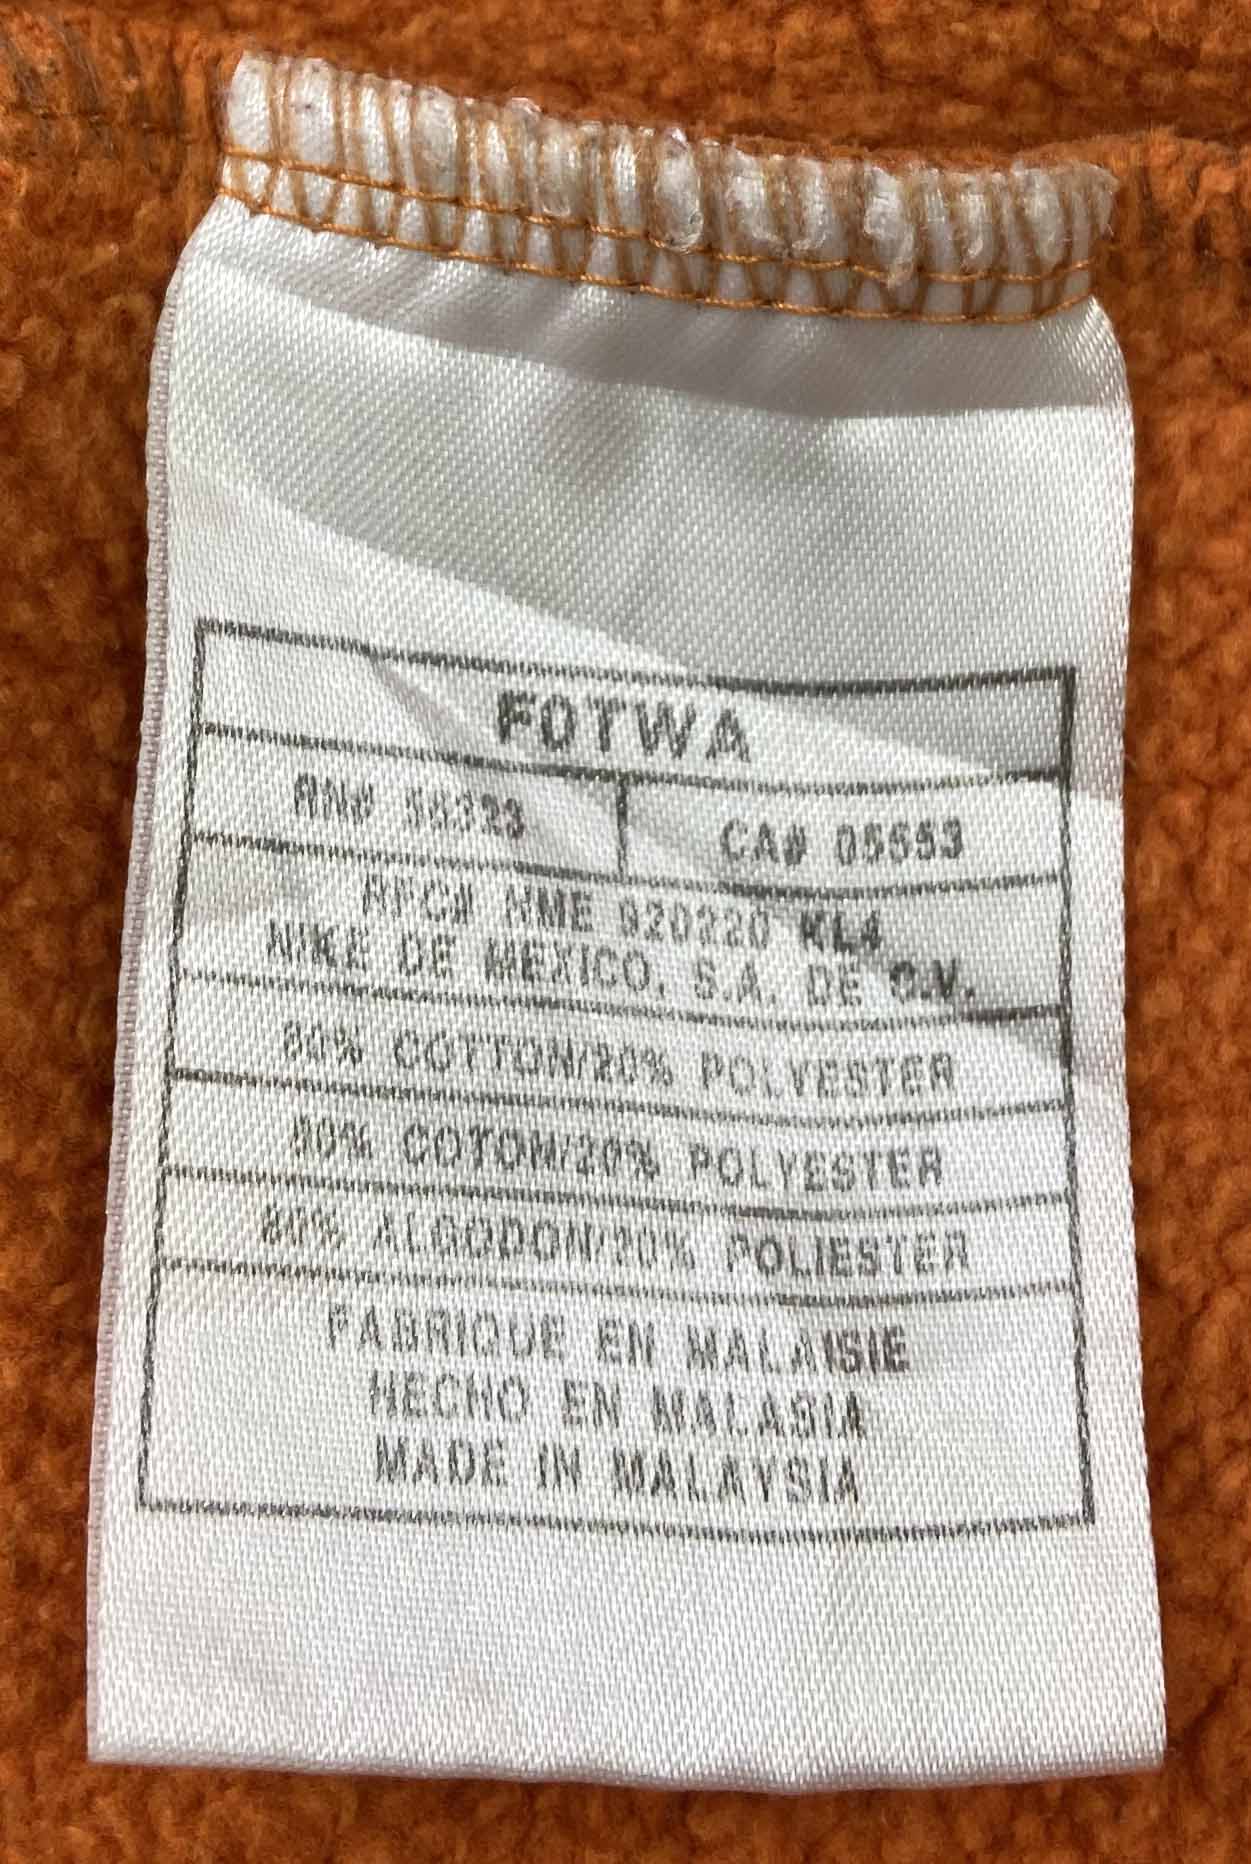 FOTWA
RN# 56323
CA# 05553
RFC# NME 920220 KL4
NIKE DE MEXICO, S.A. DE C.V.
80% COTTON/20% POLYESTER
80% COTON/20% POLYESTER
80% ALGODON/20% POLIESTER
FABRIQUE EN MALAISIE
HECHO EN MALASIA
MADE IN MALAYSIA